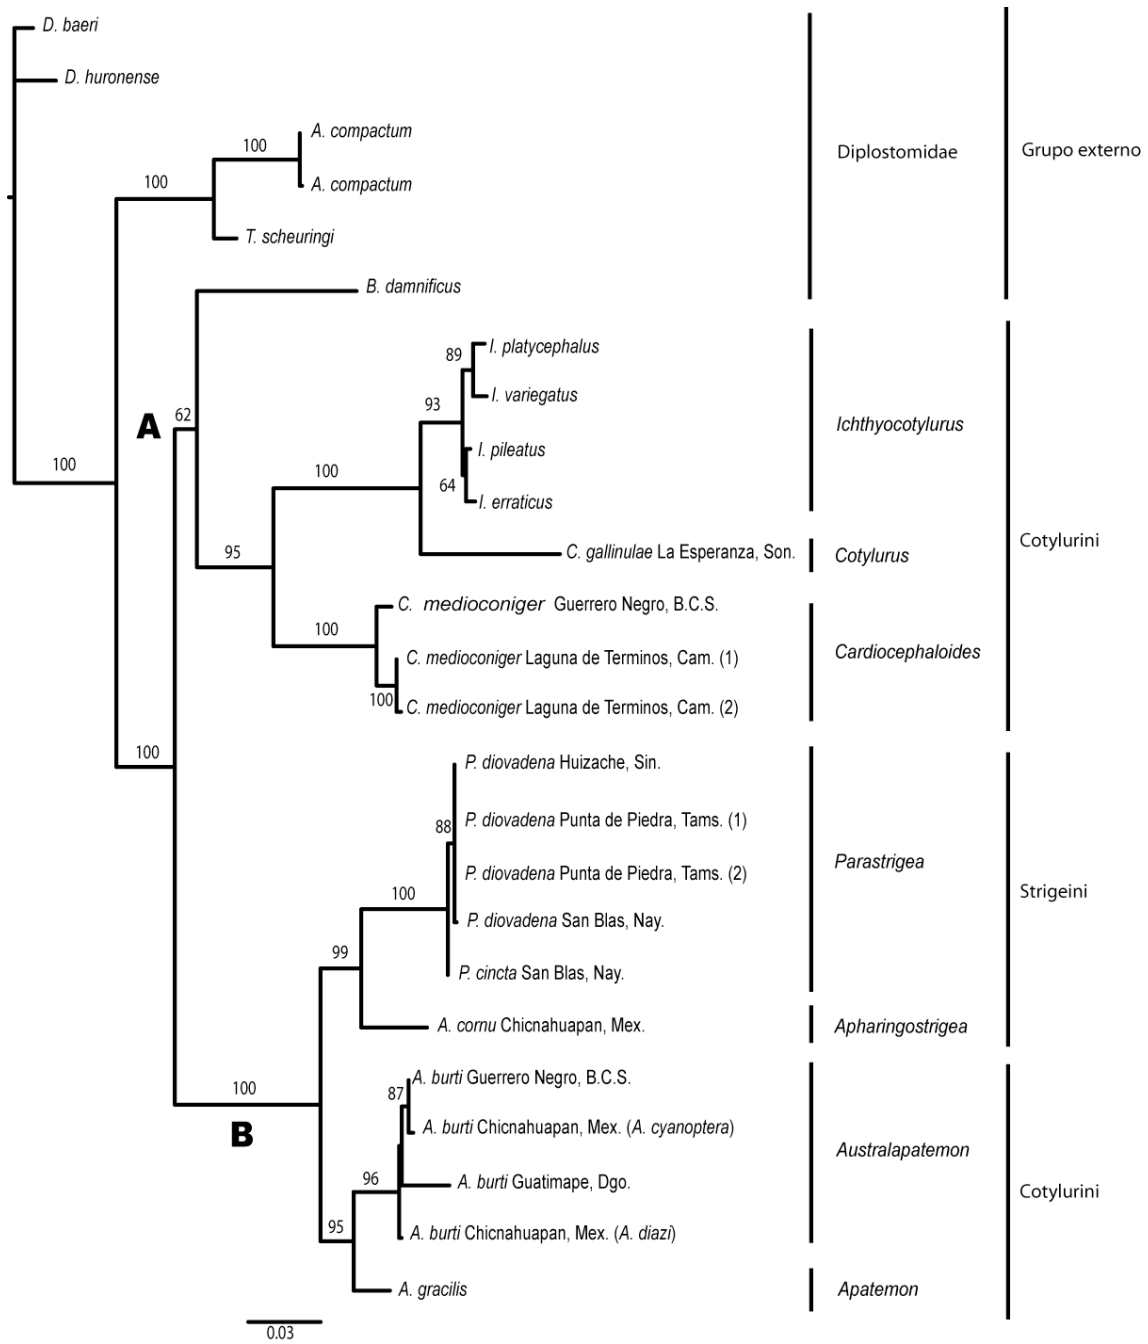 D. baeri
D. huronense
A. compactum
100
Diplostomidae
Grupo externo
100
A. compactum
T. scheuringi
B. damnificus
I. platycephalus
89
I. variegatus
93
A
62
Ichthyocotylurus
I. pileatus
100
100
64
I. erraticus
Cotylurini
95
C. gallinulae La Esperanza, Son.
Cotylurus
C. medioconiger Guerrero Negro, B.C.S.
100
Cardiocephaloides
C. medioconiger Laguna de Terminos, Cam. (1)
100
C. medioconiger Laguna de Terminos, Cam. (2)
100
P. diovadena Huizache, Sin.
P. diovadena Punta de Piedra, Tams. (1)
88
Parastrigea
P. diovadena Punta de Piedra, Tams. (2)
100
Strigeini
P. diovadena San Blas, Nay.
99
P. cincta San Blas, Nay.
A. cornu Chicnahuapan, Mex.
Apharingostrigea
A. burti Guerrero Negro, B.C.S.
100
87
A. burti Chicnahuapan, Mex. (A. cyanoptera)
B
Australapatemon
96
A. burti Guatimape, Dgo.
Cotylurini
95
A. burti Chicnahuapan, Mex. (A. diazi)
A. gracilis
Apatemon
0.03